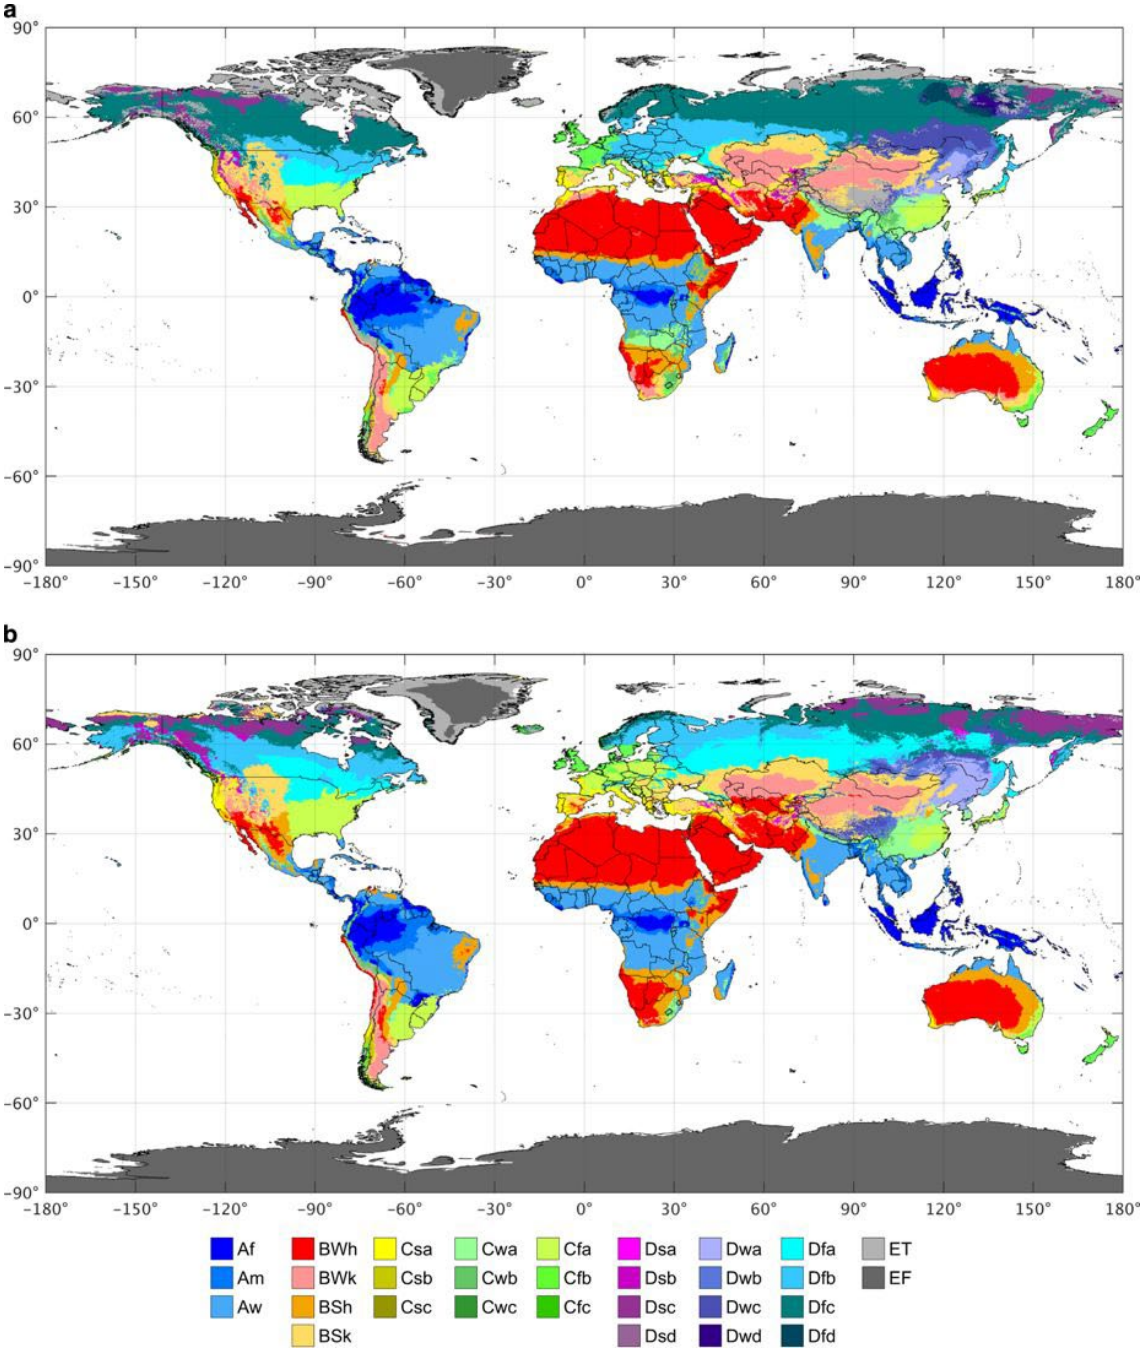 a
90°
60°
30°
0°
−30°
−60°
−90°
−180° −150° −120° −90° −60° −30° 0° 30° 60° 90° 120° 150° 180°
b
90°
60°
30°
0°
−30°
−60°
−90°
−180° −150° −120° −90° −60° −30° 0° 30° 60° 90° 120° 150° 180°
Af BWh Csa Cwa Cfa Dsa Dwa Dfa ET
Am BWk Csb Cwb Cfb Dsb Dwb Dfb EF
Aw BSh Csc Cwc Cfc Dsc Dwc Dfc
BSk Dsd Dwd Dfd